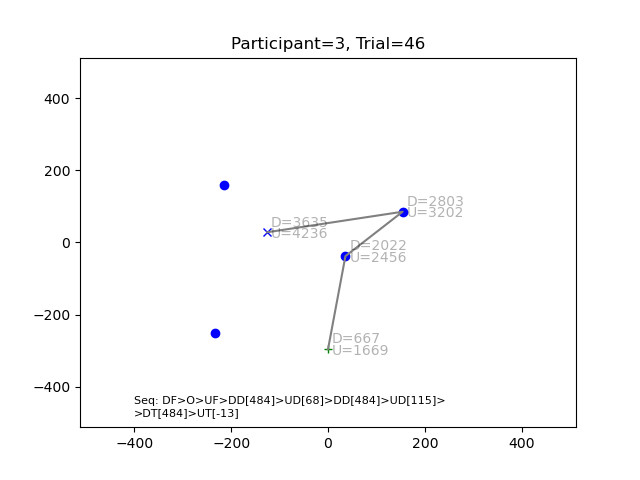 Participant=3, Trial=46
400
200
0
−200
−400
D=2803
U=3202
D=3635
U=4236
D=2022
U=2456
D=667
U=1669
Seq: DF>O>UF>DD[484]>UD[68]>DD[484]>UD[115]>
>DT[484]>UT[-13]
−400 −200 0 200 400